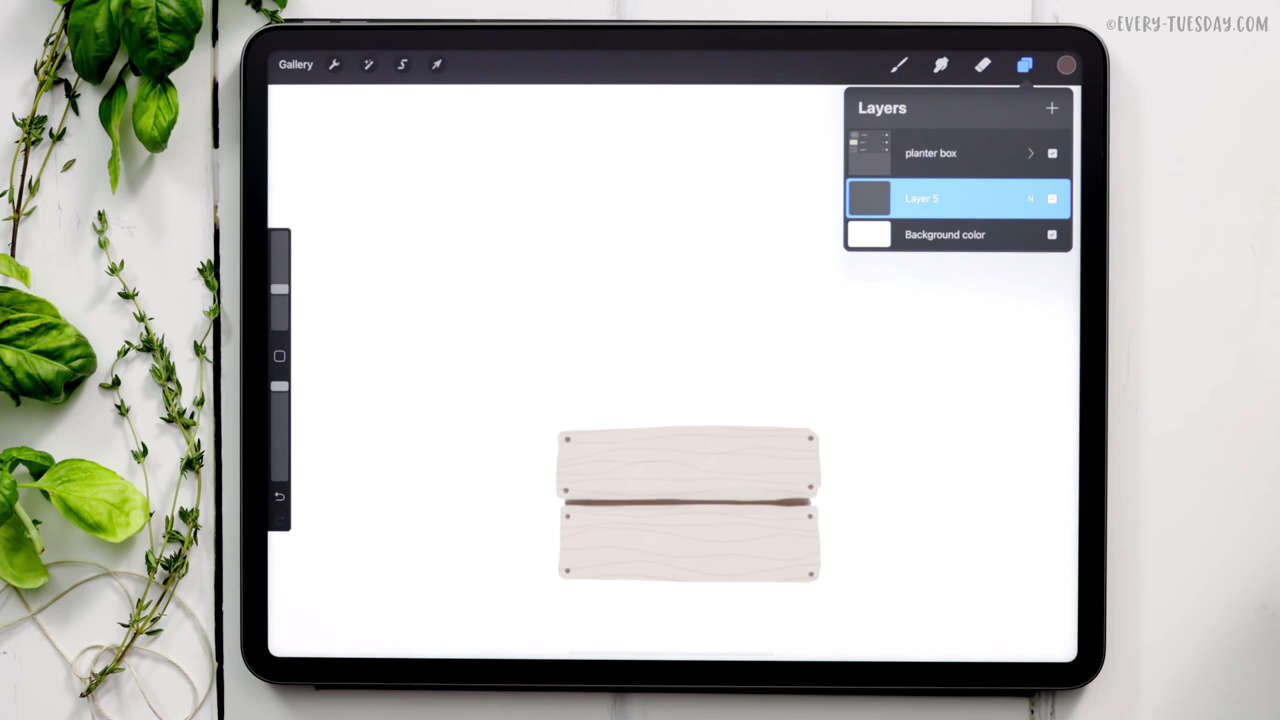 ©EVERY-TUESDAY.COM
Gallery
Layers
planter box
Layer 5
N
Background color